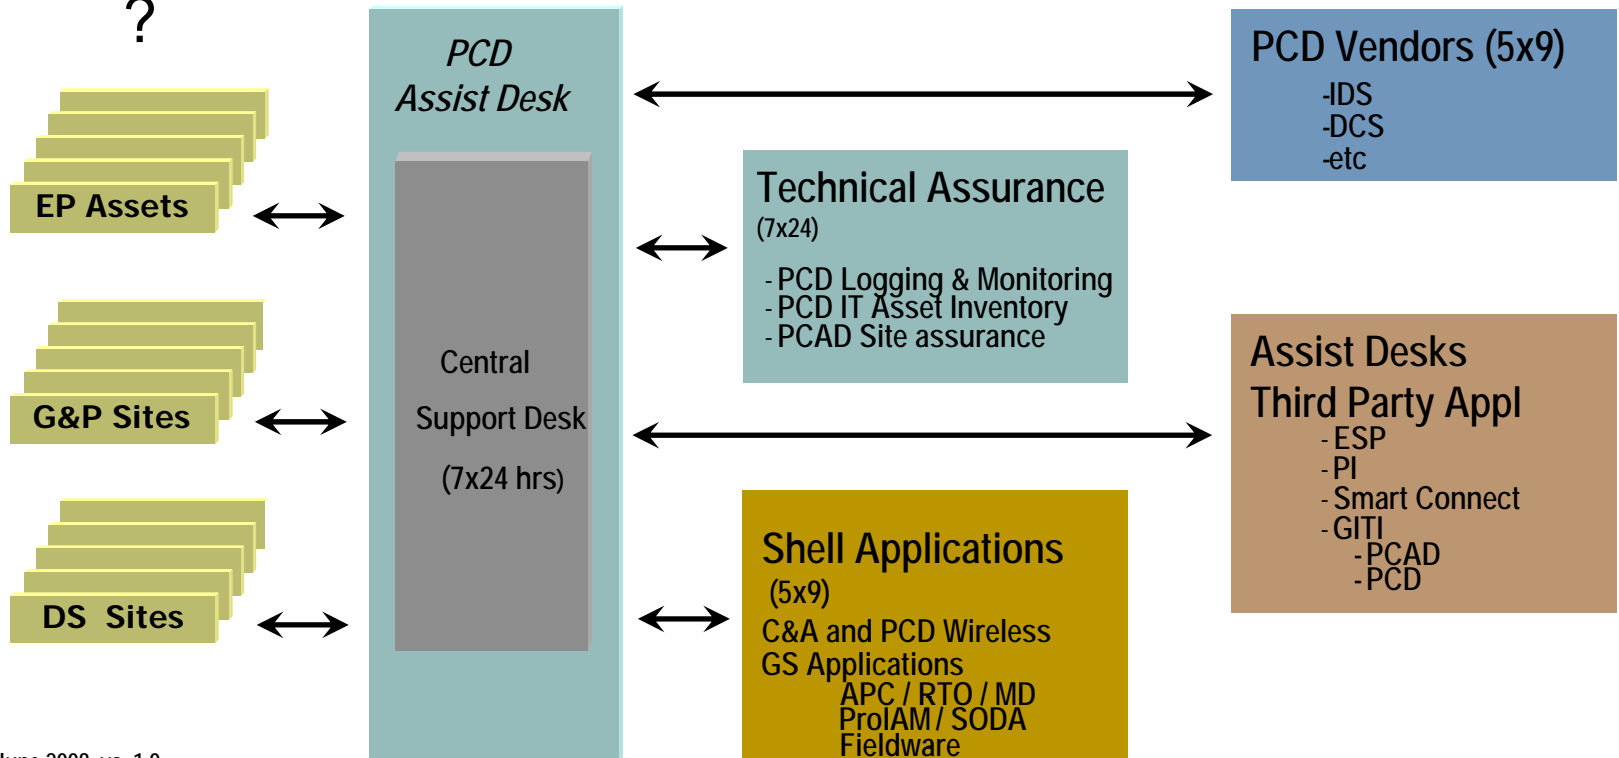 ?
EP Assets
G&P Sites
DS Sites
PCD
Assist Desk
Central
Support Desk
(7x24 hrs)
Technical Assurance
(7x24)
- PCD Logging & Monitoring
- PCD IT Asset Inventory
- PCAD Site assurance
Shell Applications
(5x9)
C&A and PCD Wireless
GS Applications
APC / RTO / MD
ProIAM / SODA
Fieldware
PCD Vendors (5x9)
-IDS
-DCS
-etc
Assist Desks
Third Party Appl
- ESP
- PI
- Smart Connect
- GITI
- PCAD
- PCD